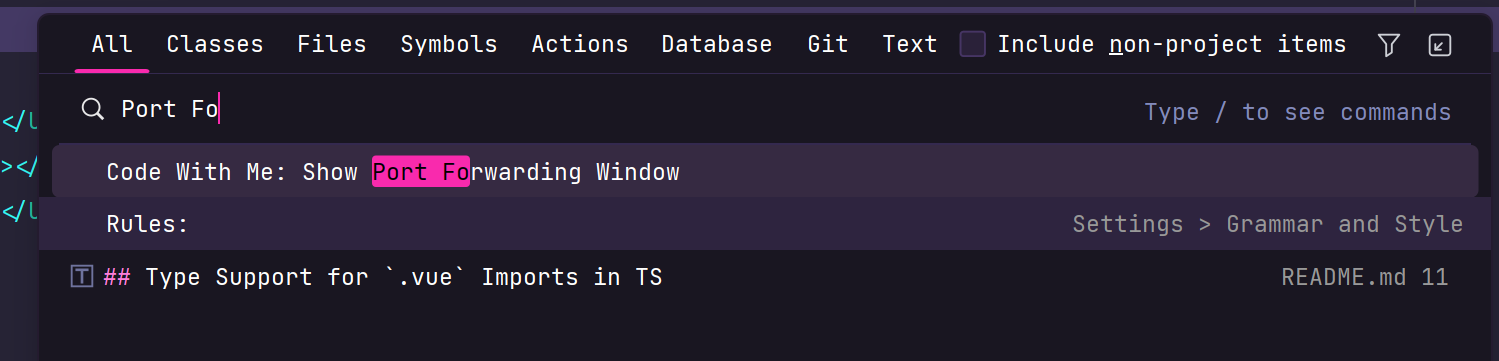 All Classes Files Symbols Actions Database Git Text Include non-project items
Port Fo
Type / to see commands
</
Code With Me: Show Port Forwarding Window
></
Rules: Settings > Grammar and Style
</
## Type Support for `.vue` Imports in TS README.md 11